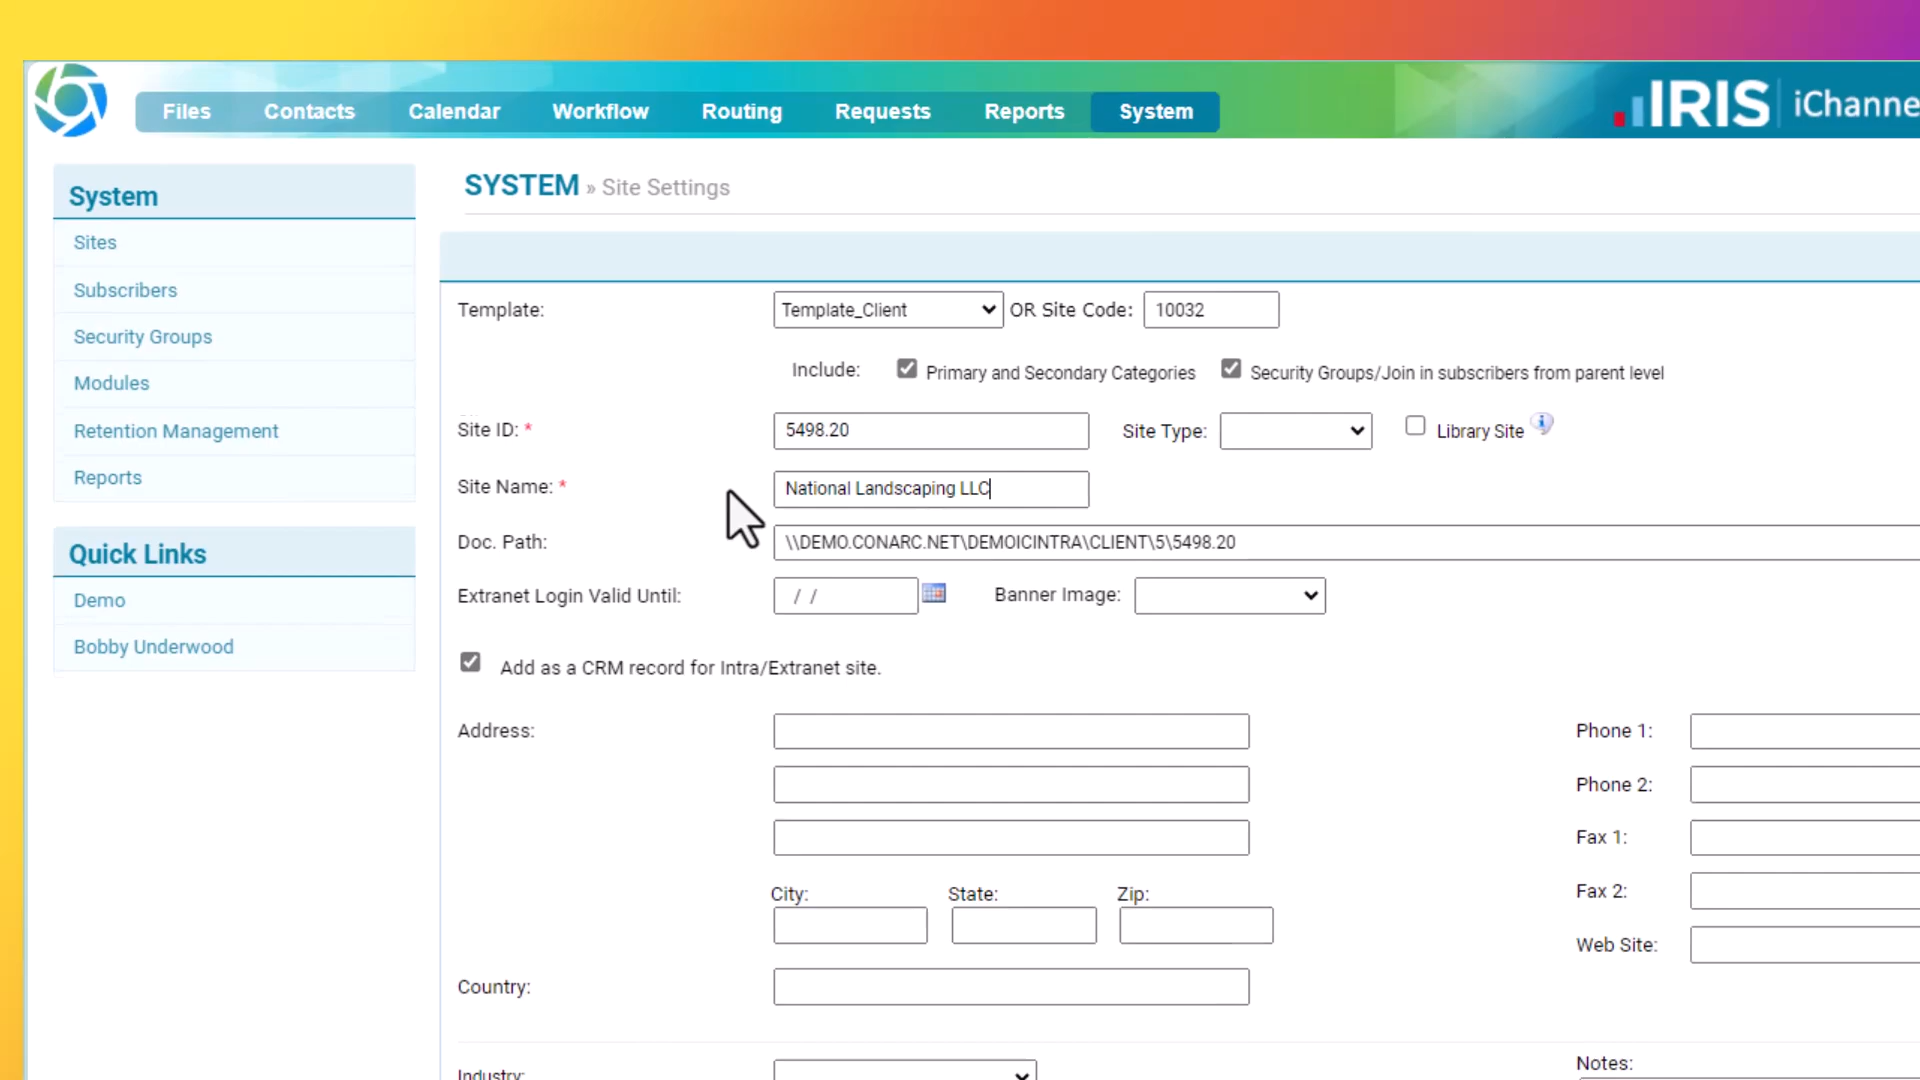 Files Contacts Calendar Workflow Routing Requests Reports System
IRIS iChanne
System
Sites
Subscribers
Security Groups
Modules
Retention Management
Reports
Quick Links
Demo
Bobby Underwood
SYSTEM » Site Settings
Template: Template_Client OR Site Code: 10032
Include: Primary and Secondary Categories Security Groups/Join in subscribers from parent level
Site ID: * 5498.20 Site Type: Library Site
Site Name: * National Landscaping LLC
Doc. Path: \\DEMO.CONARC.NET\DEMOICINTRA\CLIENT\5\5498.20
Extranet Login Valid Until: / / Banner Image:
Add as a CRM record for Intra/Extranet site.
Address: Phone 1:
Phone 2:
Fax 1:
City: State: Zip: Fax 2:
Web Site:
Country:
Industry: Notes: